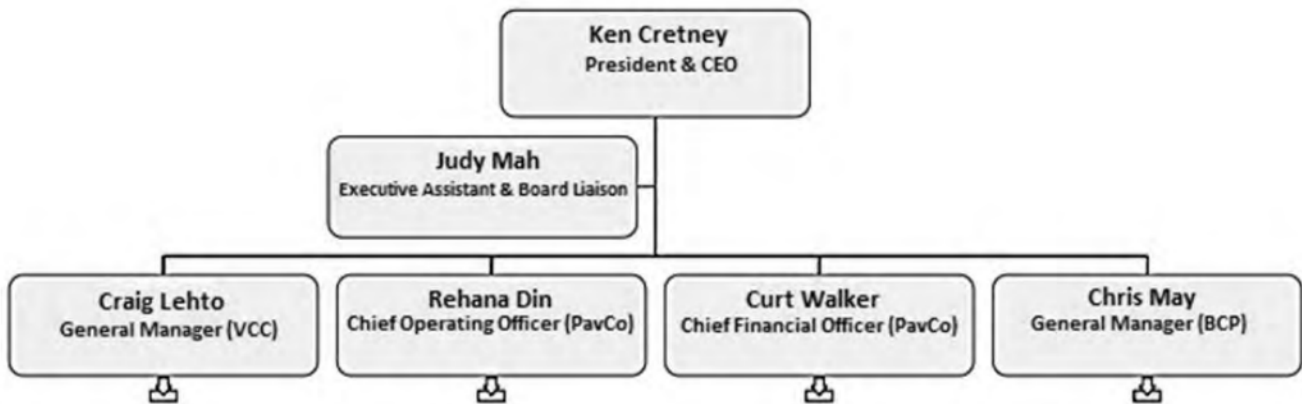 Ken Cretney
President & CEO
Judy Mah
Executive Assistant & Board Liaison
Craig Lehto
General Manager (VCC)
Rehana Din
Chief Operating Officer (PavCo)
Curt Walker
Chief Financial Officer (PavCo)
Chris May
General Manager (BCP)